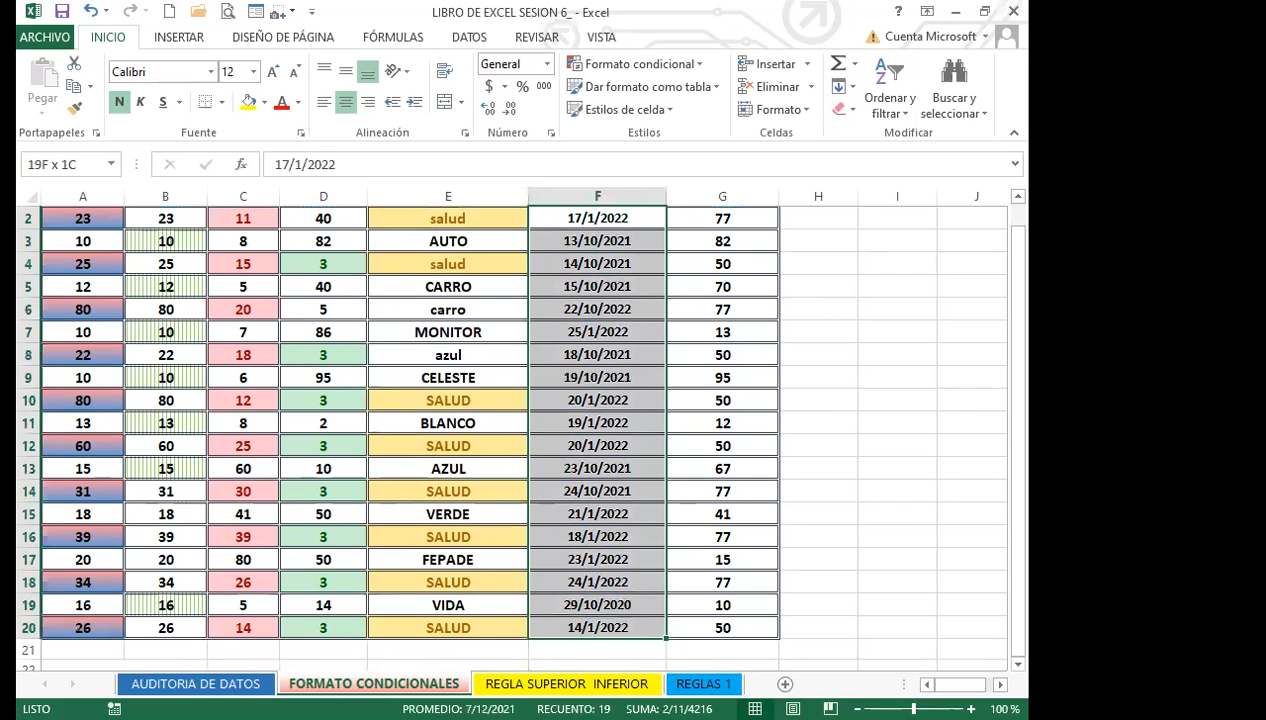 LIBRO DE EXCEL SESION 6_ - Excel
ARCHIVO INICIO INSERTAR DISEÑO DE PÁGINA FÓRMULAS DATOS REVISAR VISTA Cuenta Microsoft
Pegar
Calibri 12
N K S A
General
$ % 000
Formato condicional
Dar formato como tabla
Estilos de celda
Insertar
Eliminar
Formato
Ordenar y filtrar
Buscar y seleccionar
Portapapeles Fuente Alineación Número Estilos Celdas Modificar
19F x 1C fx 17/1/2022
A B C D E F G H I J
2 23 23 11 40 salud 17/1/2022 77
3 10 10 8 82 AUTO 13/10/2021 82
4 25 25 15 3 salud 14/10/2021 50
5 12 12 5 40 CARRO 15/10/2021 70
6 80 80 20 5 carro 22/10/2022 77
7 10 10 7 86 MONITOR 25/1/2022 13
8 22 22 18 3 azul 18/10/2021 50
9 10 10 6 95 CELESTE 19/10/2021 95
10 80 80 12 3 SALUD 20/1/2022 50
11 13 13 8 2 BLANCO 19/1/2022 12
12 60 60 25 3 SALUD 20/1/2022 50
13 15 15 60 10 AZUL 23/10/2021 67
14 31 31 30 3 SALUD 24/10/2021 77
15 18 18 41 50 VERDE 21/1/2022 41
16 39 39 39 3 SALUD 18/1/2022 77
17 20 20 80 50 FEPADE 23/1/2022 15
18 34 34 26 3 SALUD 24/1/2022 77
19 16 16 5 14 VIDA 29/10/2020 10
20 26 26 14 3 SALUD 14/1/2022 50
21
22
AUDITORIA DE DATOS FORMATO CONDICIONALES REGLA SUPERIOR INFERIOR REGLAS 1
LISTO PROMEDIO: 7/12/2021 RECUENTO: 19 SUMA: 2/11/4216 100 %